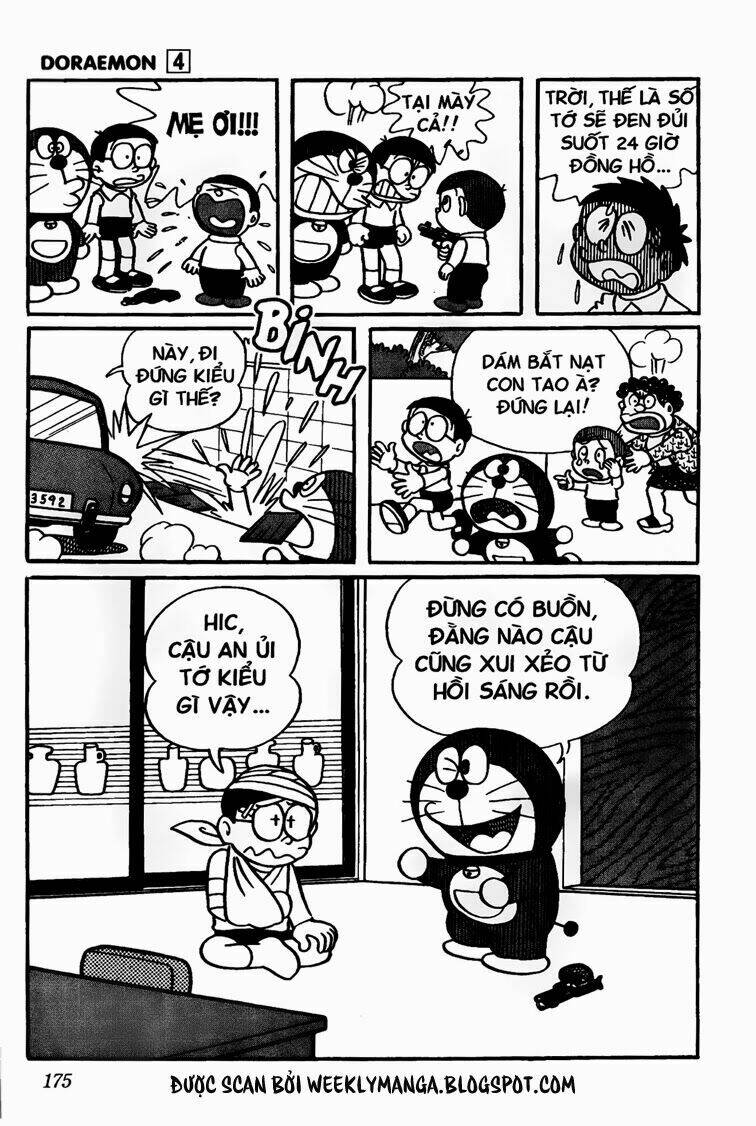 DORAEMON 4
MẸ ƠI!!!
TẠI MÀY
CẢ!!
TRỜI, THẾ LÀ SỐ
TỚ SẼ ĐEN ĐỦI
SUỐT 24 GIỜ
ĐỒNG HỒ...
NÀY, ĐI
ĐỨNG KIỂU
GÌ THẾ?
BINH
3592
DÁM BẮT NẠT
CON TAO À?
ĐỨNG LẠI!
HIC,
CẬU AN ỦI
TỚ KIỂU
GÌ VẬY...
ĐỪNG CÓ BUỒN,
ĐẰNG NÀO CẬU
CŨNG XUI XẺO TỪ
HỒI SÁNG RỒI.
175
ĐƯỢC SCAN BỞI WEEKLYMANGA.BLOGSPOT.COM